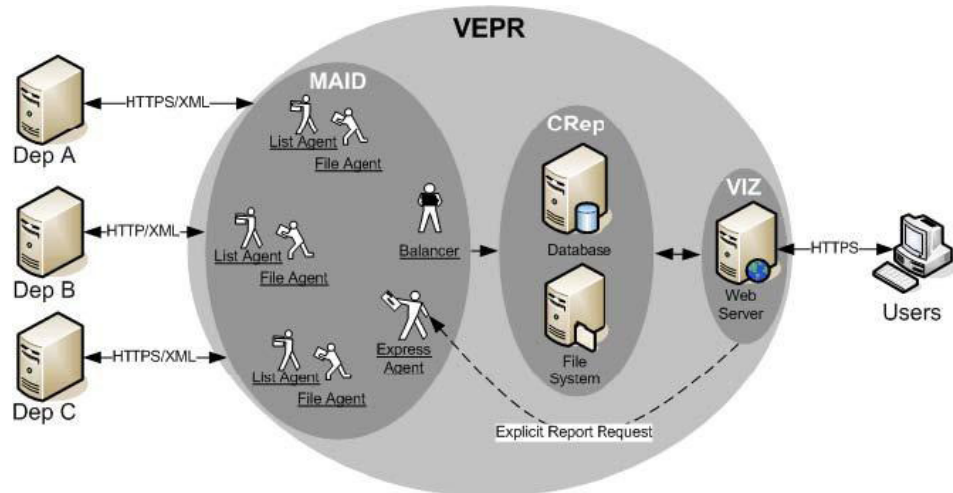 VEPR
MAID
HTTPS/XML
List Agent
File Agent
Dep A
CRep
VIZ
HTTP/XML
List Agent
File Agent
Balancer
Database
HTTPS
Dep B
Web
Server
Users
HTTPS/XML
List Agent
File Agent
Express
Agent
File
System
Dep C
Explicit Report Request